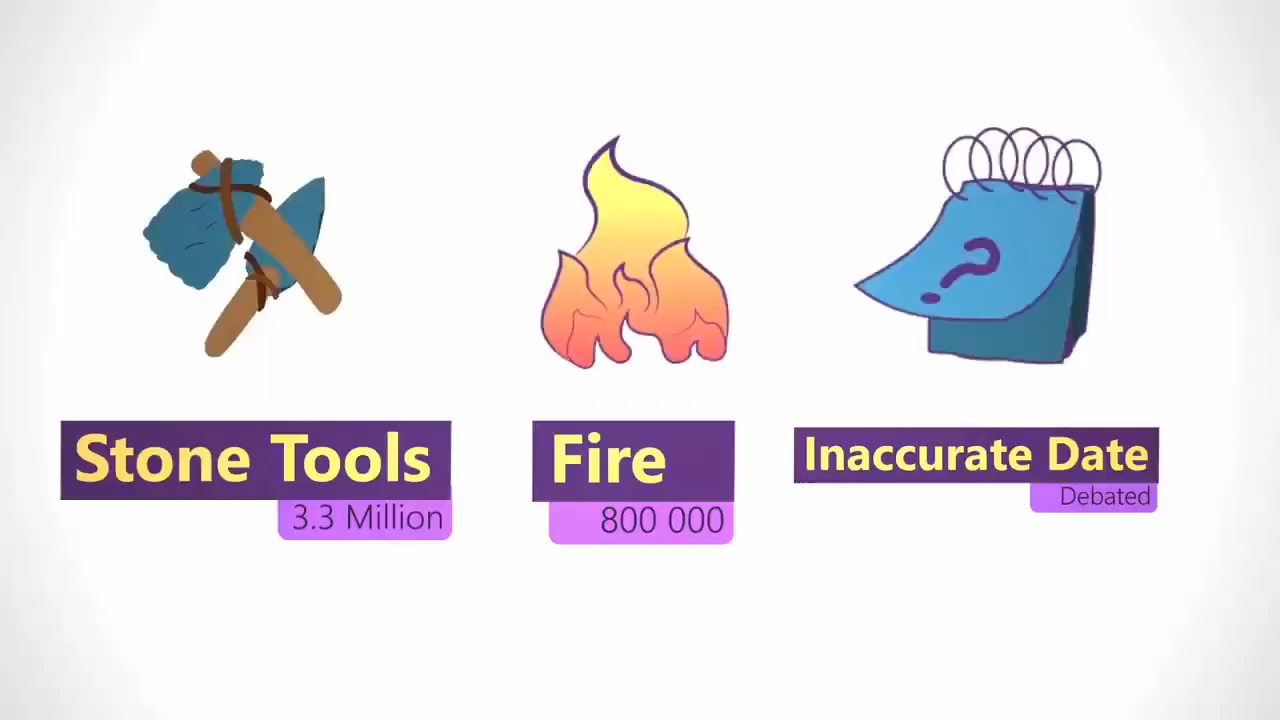 Stone Tools
3.3 Million
Fire
800 000
?
Inaccurate Date
Debated